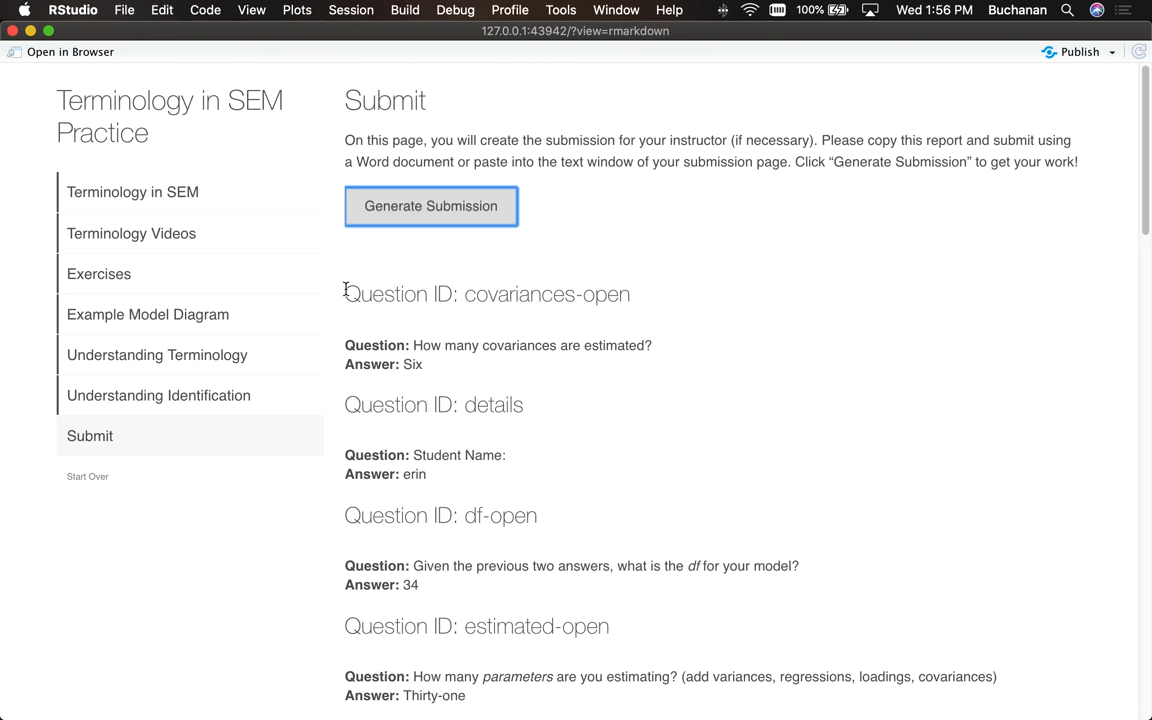 RStudio File Edit Code View Plots Session Build Debug Profile Tools Window Help 100% Wed 1:56 PM Buchanan
127.0.0.1:43942/?view=rmarkdown
Open in Browser Publish
Terminology in SEM
Practice
Terminology in SEM
Terminology Videos
Exercises
Example Model Diagram
Understanding Terminology
Understanding Identification
Submit
Start Over
Submit
On this page, you will create the submission for your instructor (if necessary). Please copy this report and submit using
a Word document or paste into the text window of your submission page. Click “Generate Submission” to get your work!
Generate Submission
Question ID: covariances-open
Question: How many covariances are estimated?
Answer: Six
Question ID: details
Question: Student Name:
Answer: erin
Question ID: df-open
Question: Given the previous two answers, what is the df for your model?
Answer: 34
Question ID: estimated-open
Question: How many parameters are you estimating? (add variances, regressions, loadings, covariances)
Answer: Thirty-one